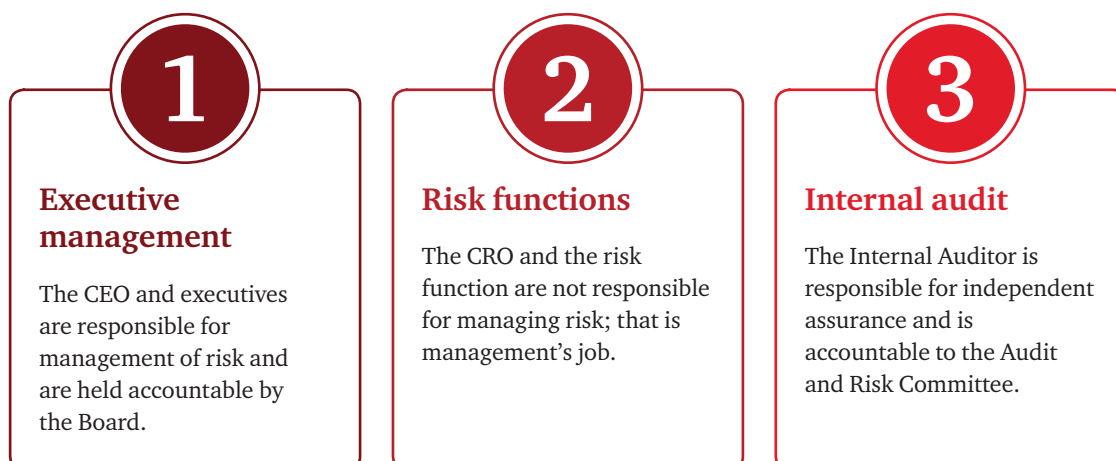 1
Executive
management
The CEO and executives
are responsible for
management of risk and
are held accountable by
the Board.
2
Risk functions
The CRO and the risk
function are not responsible
for managing risk; that is
management’s job.
3
Internal audit
The Internal Auditor is
responsible for independent
assurance and is
accountable to the Audit
and Risk Committee.